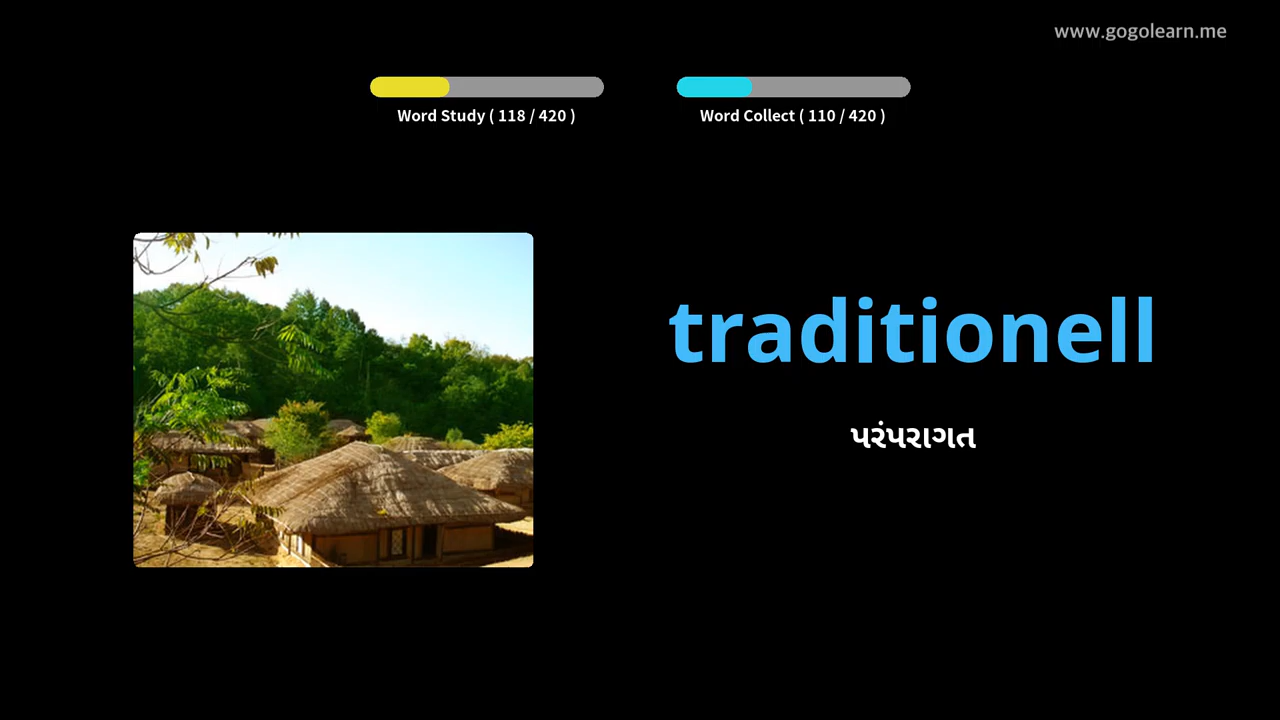 www.gogolearn.me
Word Study ( 118 / 420 )
Word Collect ( 110 / 420 )
traditionell
પરંપરાગત